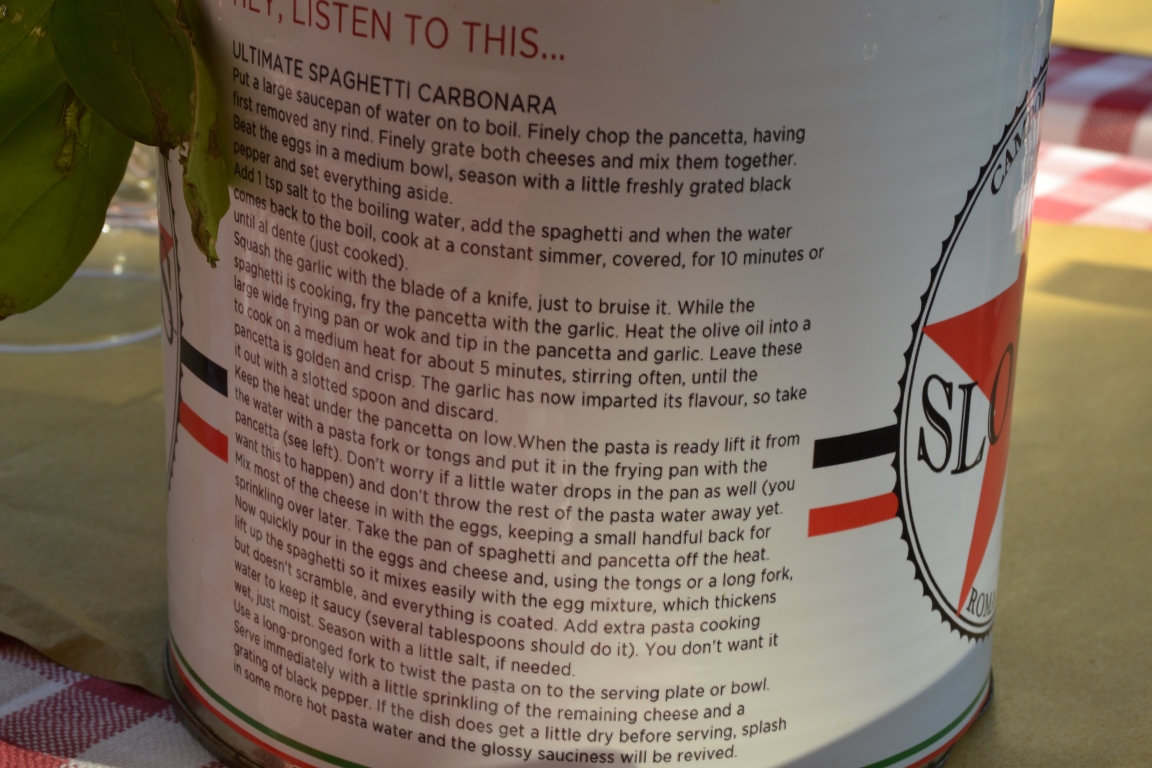 HEY, LISTEN TO THIS...
ULTIMATE SPAGHETTI CARBONARA
Put a large saucepan of water on to boil. Finely chop the pancetta, having
first removed any rind. Finely grate both cheeses and mix them together.
Beat the eggs in a medium bowl, season with a little freshly grated black
pepper and set everything aside.
Add 1 tsp salt to the boiling water, add the spaghetti and when the water
comes back to the boil, cook at a constant simmer, covered, for 10 minutes or
until al dente (just cooked).
Squash the garlic with the blade of a knife, just to bruise it. While the
spaghetti is cooking, fry the pancetta with the garlic. Heat the olive oil into a
large wide frying pan or wok and tip in the pancetta and garlic. Leave these
to cook on a medium heat for about 5 minutes, stirring often, until the
pancetta is golden and crisp. The garlic has now imparted its flavour, so take
it out with a slotted spoon and discard.
Keep the heat under the pancetta on low.When the pasta is ready lift it from
the water with a pasta fork or tongs and put it in the frying pan with the
pancetta (see left). Don't worry if a little water drops in the pan as well (you
want this to happen) and don't throw the rest of the pasta water away yet.
Mix most of the cheese in with the eggs, keeping a small handful back for
sprinkling over later. Take the pan of spaghetti and pancetta off the heat.
Now quickly pour in the eggs and cheese and, using the tongs or a long fork,
lift up the spaghetti so it mixes easily with the egg mixture, which thickens
but doesn't scramble, and everything is coated. Add extra pasta cooking
water to keep it saucy (several tablespoons should do it). You don't want it
wet, just moist. Season with a little salt, if needed.
Use a long-pronged fork to twist the pasta on to the serving plate or bowl.
Serve immediately with a little sprinkling of the remaining cheese and a
grating of black pepper. If the dish does get a little dry before serving, splash
in some more hot pasta water and the glossy sauciness will be revived.
SLO
ROM